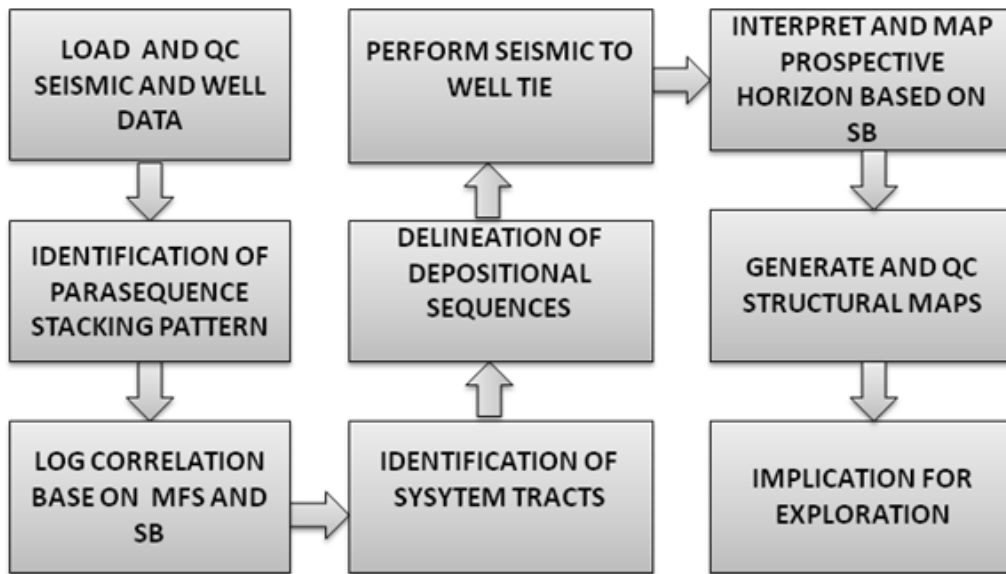 LOAD AND QC
SEISMIC AND WELL
DATA
IDENTIFICATION OF
PARASEQUENCE
STACKING PATTERN
LOG CORRELATION
BASE ON MFS AND
SB
IDENTIFICATION OF
SYSYTEM TRACTS
DELINEATION OF
DEPOSITIONAL
SEQUENCES
PERFORM SEISMIC TO
WELL TIE
INTERPRET AND MAP
PROSPECTIVE
HORIZON BASED ON
SB
GENERATE AND QC
STRUCTURAL MAPS
IMPLICATION FOR
EXPLORATION